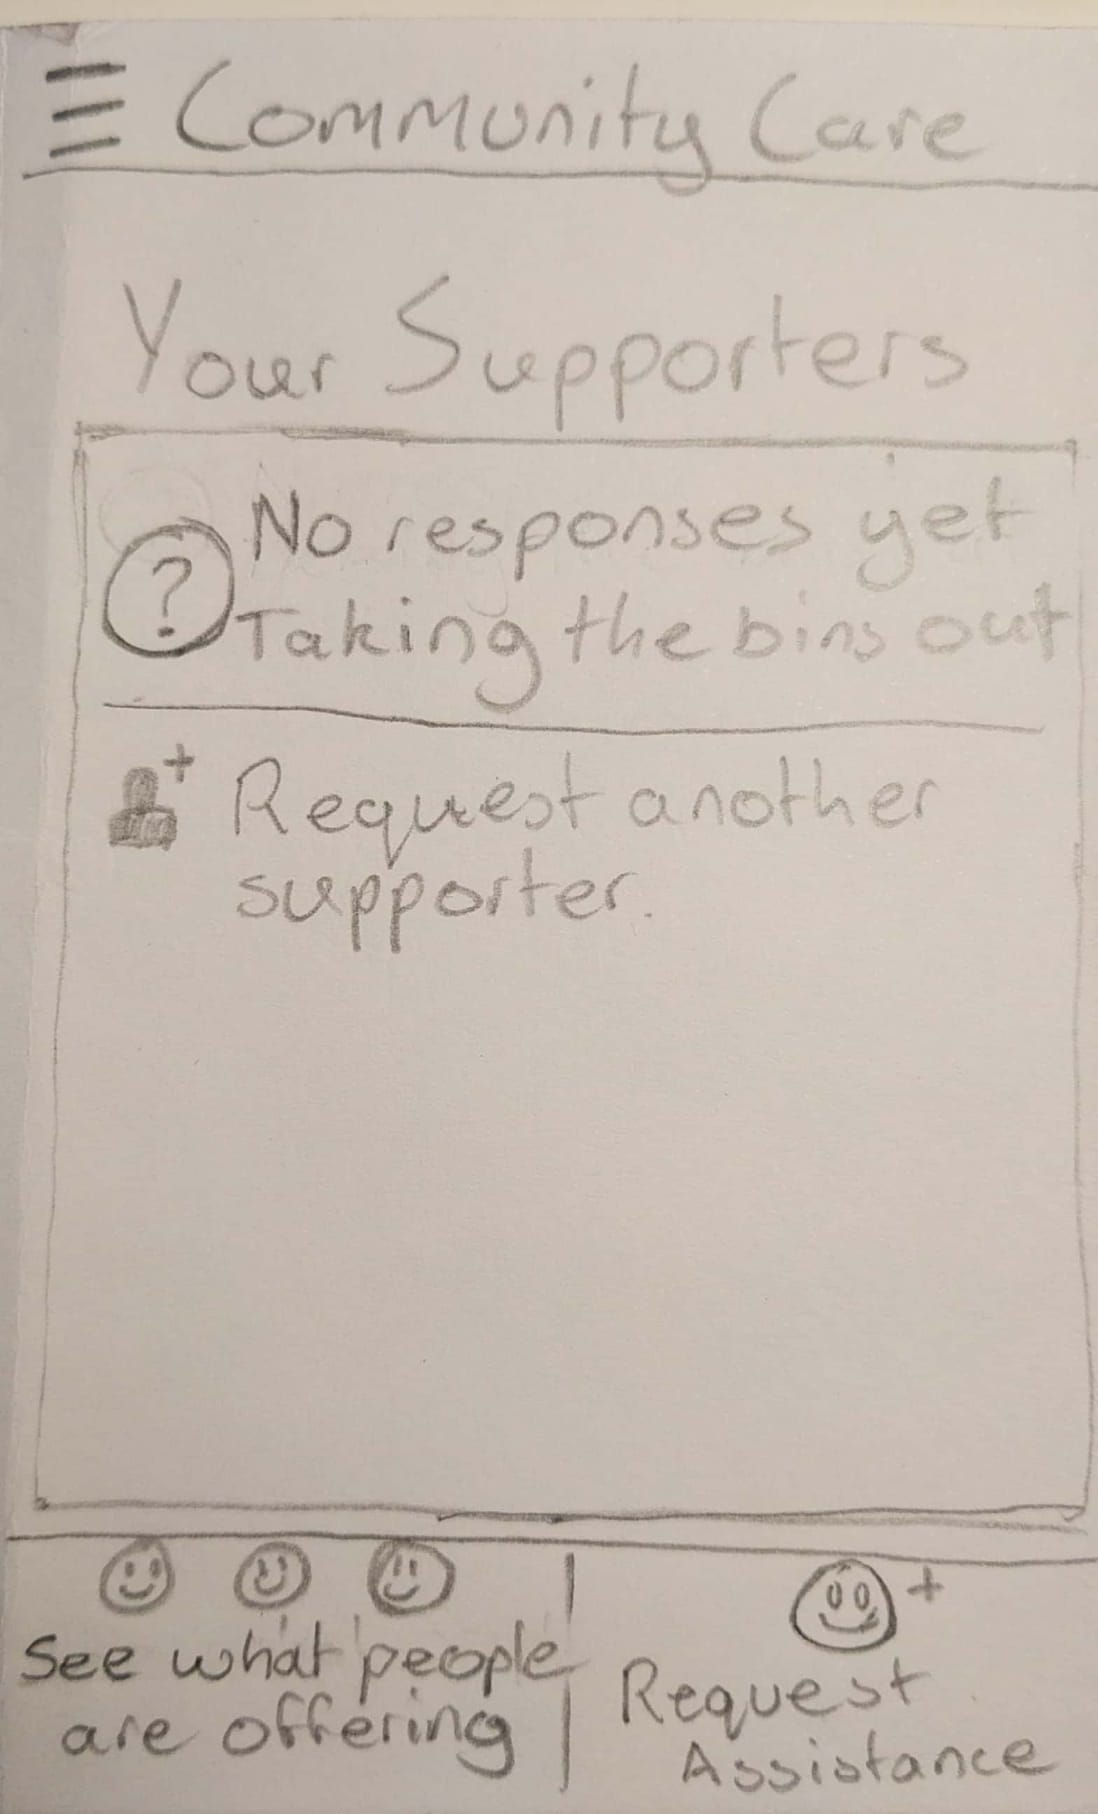 Community Care
Your Supporters
?
No responses yet
Taking the bins out
+
Request another
supporter.
See what people
are offering
+
Request
Assistance